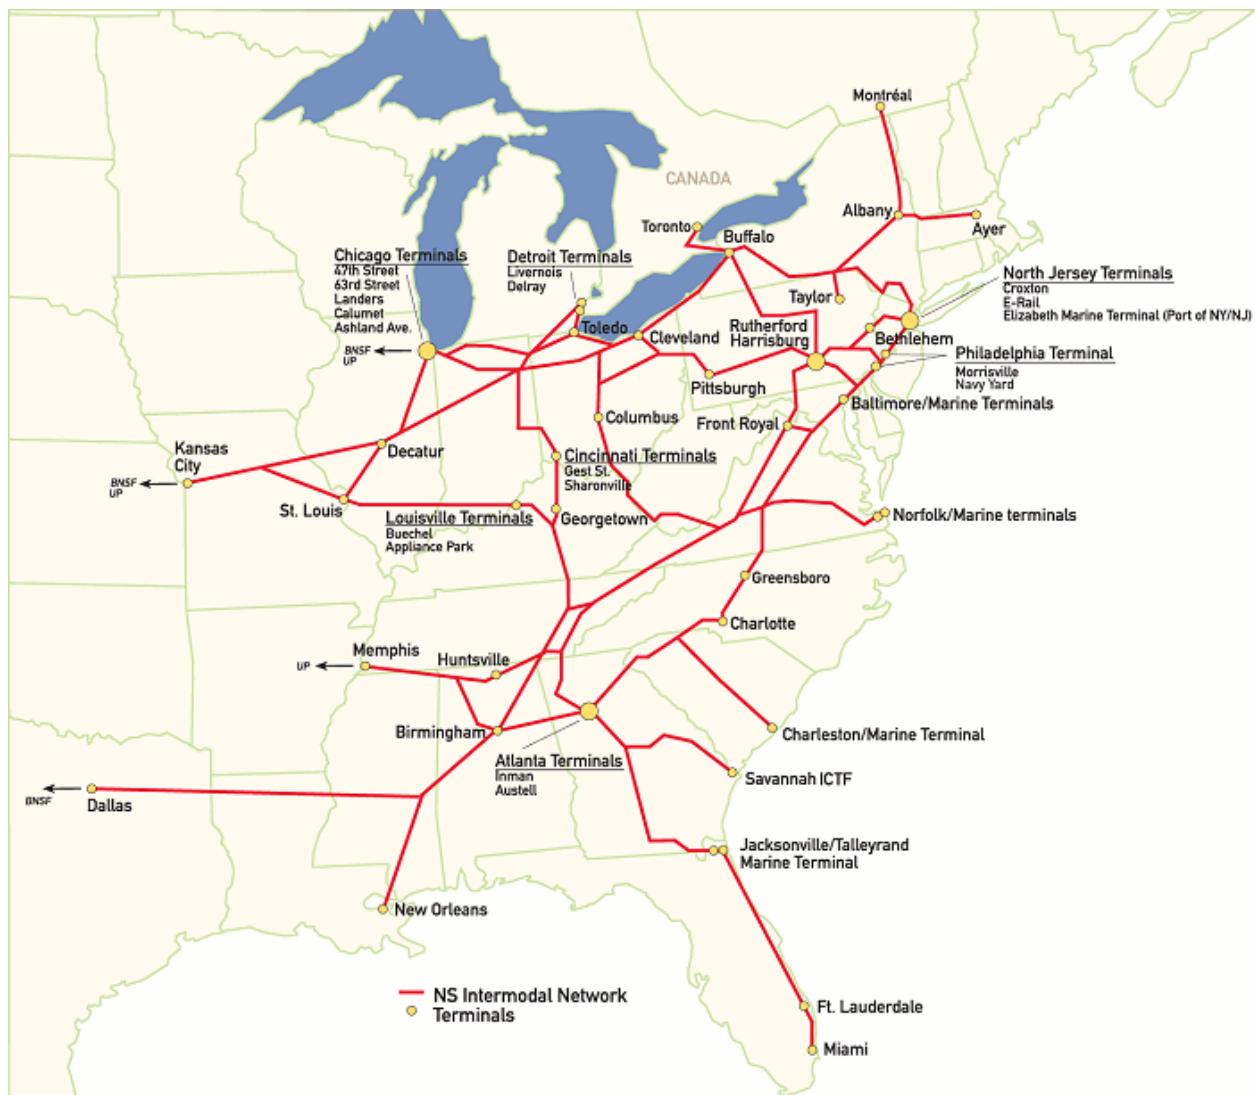 Montréal
CANADA
Albany
Ayer
Toronto
Buffalo
Chicago Terminals
47th Street
63rd Street
Landers
Calumet
Ashland Ave.
Detroit Terminals
Livernois
Delray
North Jersey Terminals
Croxton
E-Rail
Elizabeth Marine Terminal (Port of NY/NJ)
Taylor
Toledo
Cleveland
Rutherford
Harrisburg
Bethlehem
BNSF
UP
Philadelphia Terminal
Morrisville
Navy Yard
Pittsburgh
Baltimore/Marine Terminals
Columbus
Front Royal
Kansas
City
Decatur
Cincinnati Terminals
Gest St.
Sharonville
BNSF
UP
St. Louis
Louisville Terminals
Buechel
Appliance Park
Georgetown
Norfolk/Marine terminals
Greensboro
Charlotte
Memphis
UP
Huntsville
Birmingham
Charleston/Marine Terminal
Atlanta Terminals
Inman
Austell
Savannah ICTF
BNSF
Dallas
Jacksonville/Talleyrand
Marine Terminal
New Orleans
NS Intermodal Network
Terminals
Ft. Lauderdale
Miami